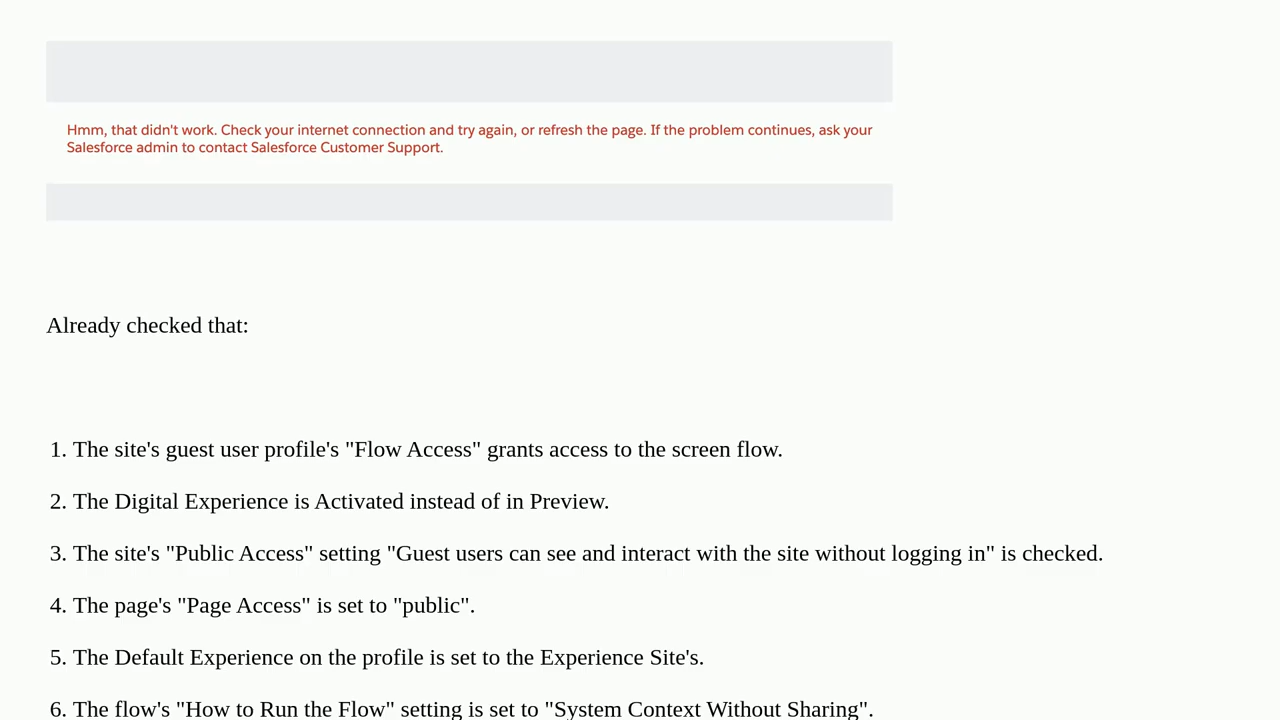 Hmm, that didn't work. Check your internet connection and try again, or refresh the page. If the problem continues, ask your
Salesforce admin to contact Salesforce Customer Support.
Already checked that:
1. The site's guest user profile's "Flow Access" grants access to the screen flow.
2. The Digital Experience is Activated instead of in Preview.
3. The site's "Public Access" setting "Guest users can see and interact with the site without logging in" is checked.
4. The page's "Page Access" is set to "public".
5. The Default Experience on the profile is set to the Experience Site's.
6. The flow's "How to Run the Flow" setting is set to "System Context Without Sharing".